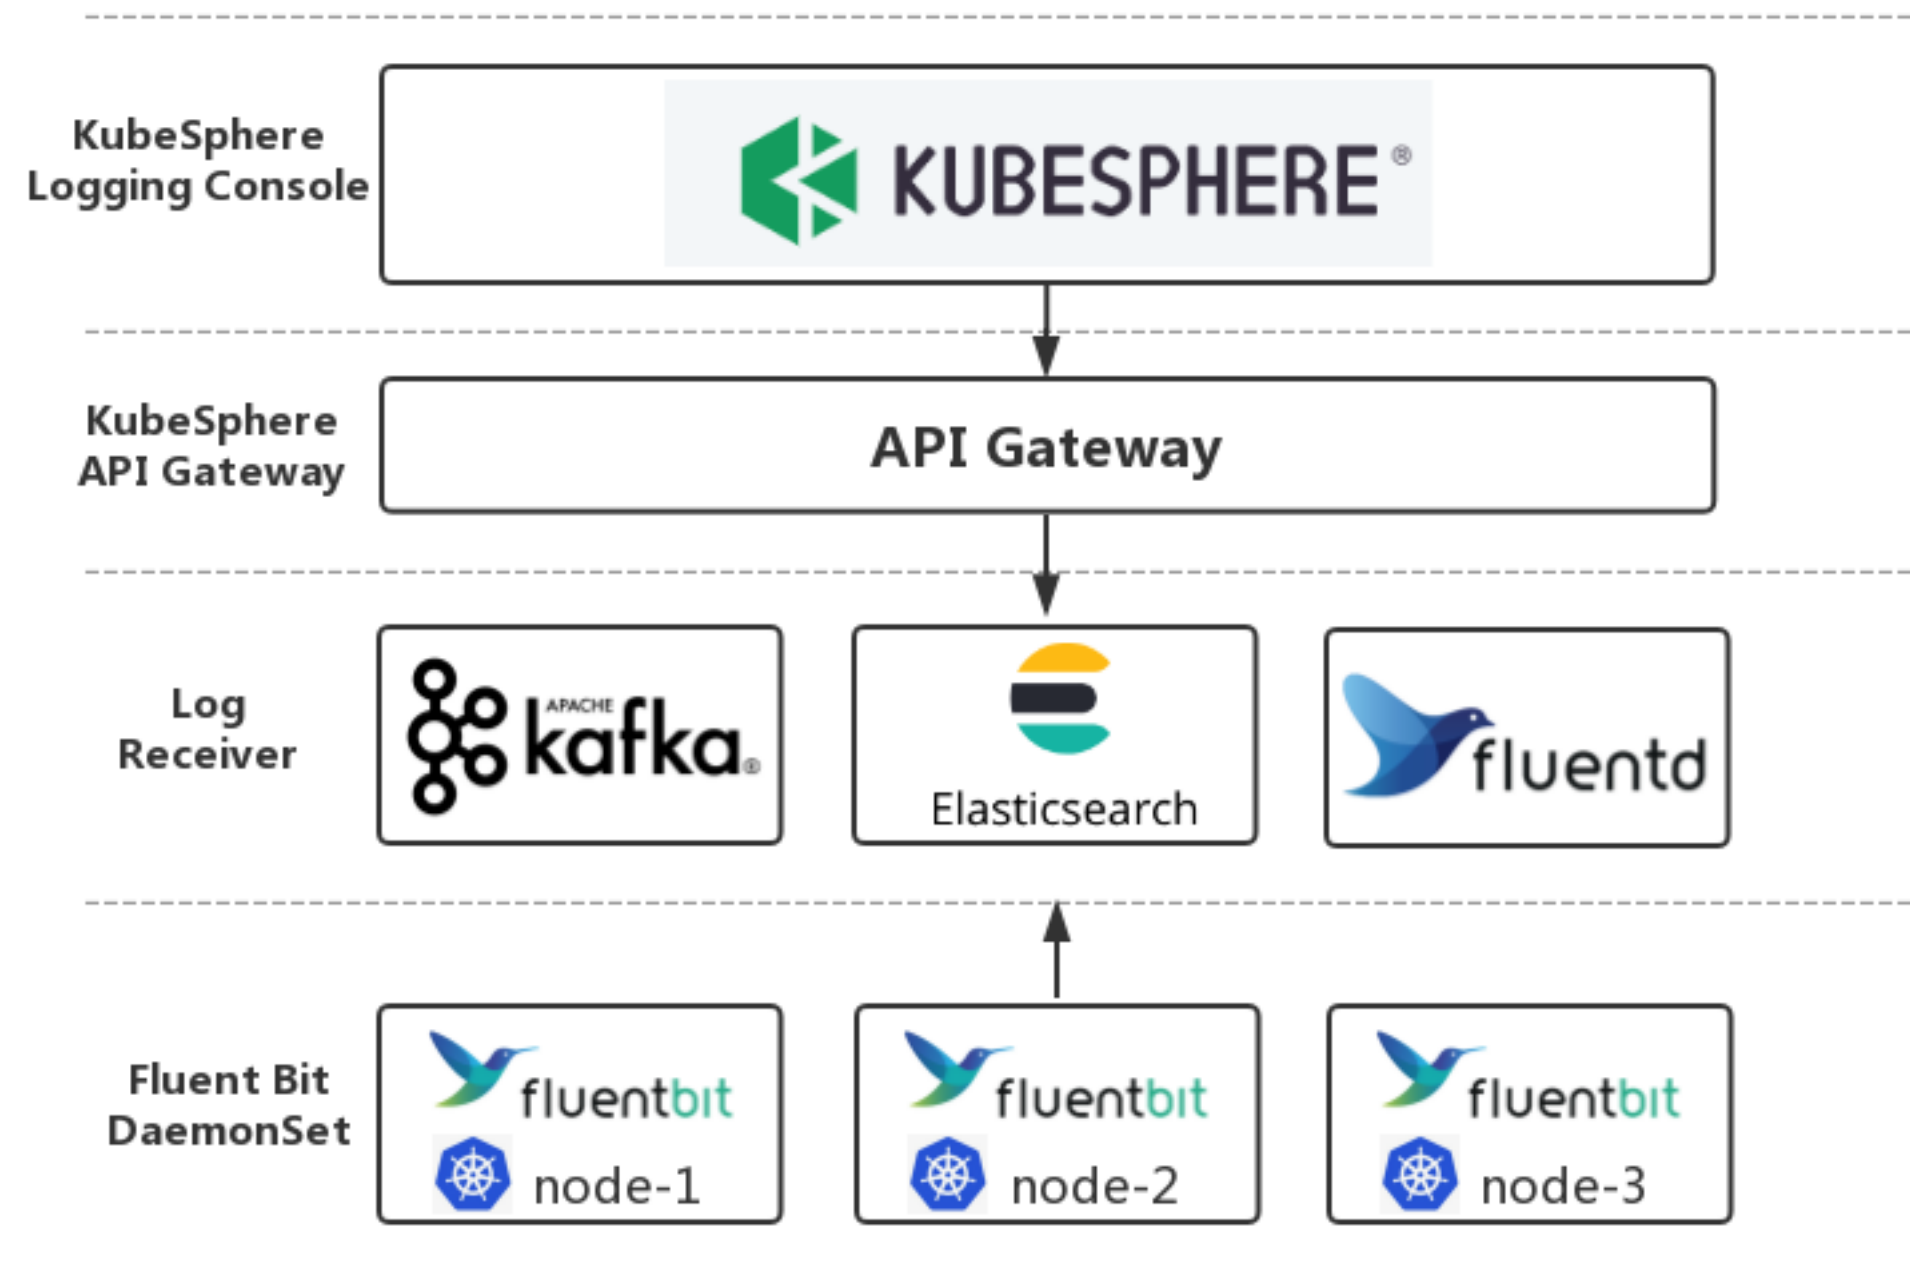 KubeSphere
Logging Console
KUBESPHERE®
KubeSphere
API Gateway
API Gateway
Log
Receiver
APACHE
kafka®
Elasticsearch
fluentd
Fluent Bit
DaemonSet
fluentbit
node-1
fluentbit
node-2
fluentbit
node-3